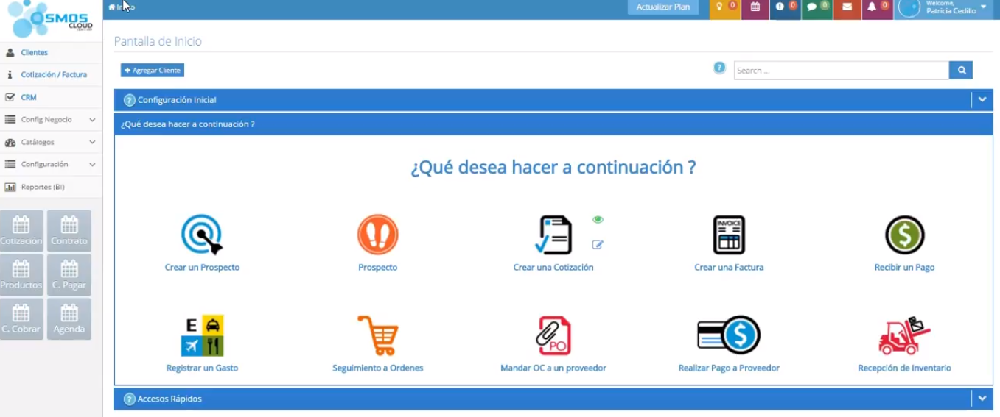 OSMOS
CLOUD
Actualizar Plan
0
0
0
0
Welcome,
Patricia Cedillo
Clientes
Cotización / Factura
CRM
Config Negocio
Catálogos
Configuración
Reportes (BI)
Cotización
Contrato
Productos
C. Pagar
C. Cobrar
Agenda
Pantalla de Inicio
+ Agregar Cliente
?
Search ...
? Configuración Inicial
¿Qué desea hacer a continuación ?
¿Qué desea hacer a continuación ?
Crear un Prospecto
Prospecto
Crear una Cotización
INVOICE
Crear una Factura
$
Recibir un Pago
E
Registrar un Gasto
Seguimiento a Ordenes
PO
Mandar OC a un proveedor
$
Realizar Pago a Proveedor
Recepción de Inventario
? Accesos Rápidos